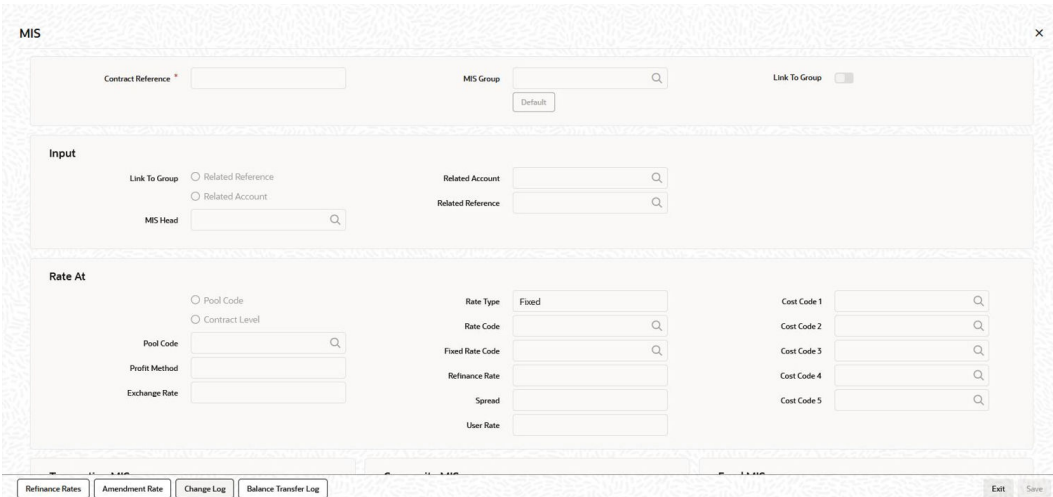 MIS
Contract Reference * MIS Group Link To Group
Default
Input
Link To Group Related Reference Related Account
Related Account Related Reference
MIS Head
Rate At
Pool Code Rate Type Fixed Cost Code 1
Contract Level Rate Code Cost Code 2
Pool Code Fixed Rate Code Cost Code 3
Profit Method Refinance Rate Cost Code 4
Exchange Rate Spread Cost Code 5
User Rate
Refinance Rates Amendment Rate Change Log Balance Transfer Log Exit Save